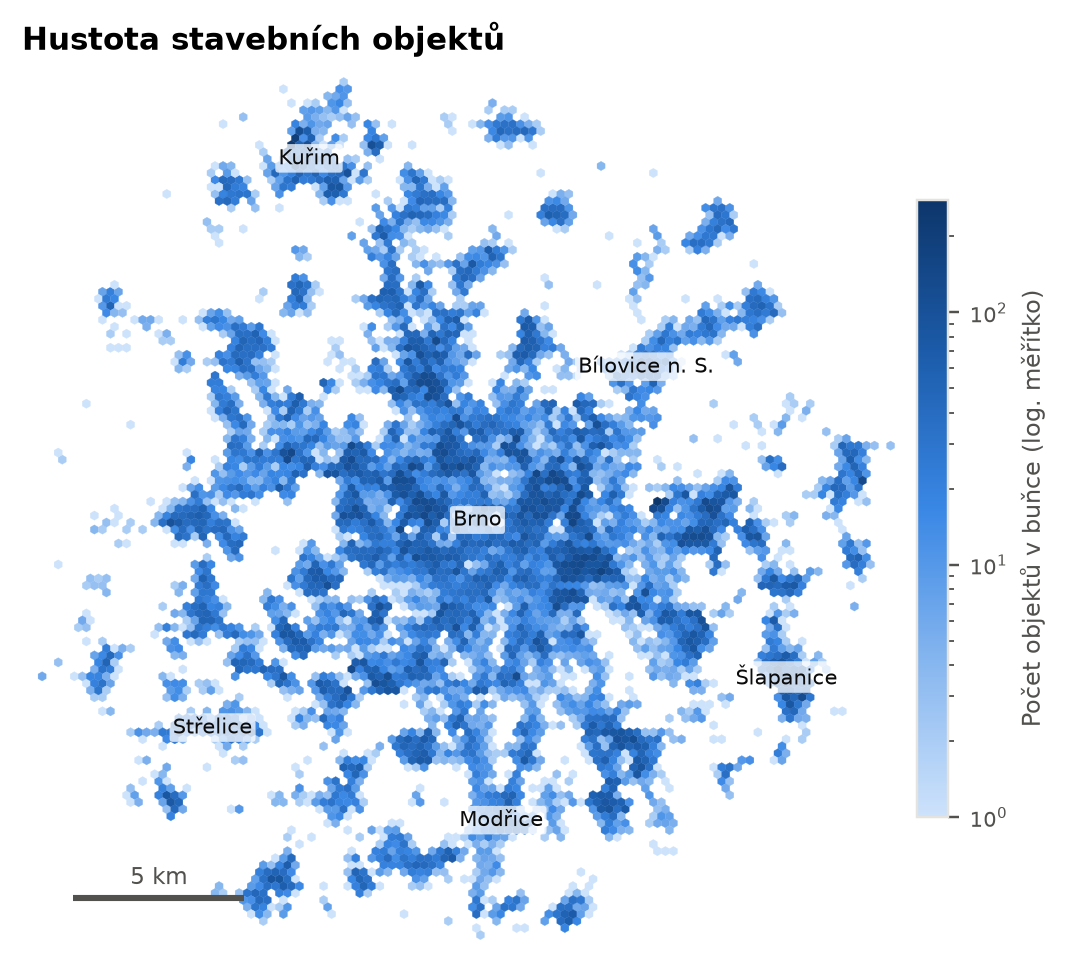 Hustota stavebních objektů
Kuřim
Bílovice n. S.
Brno
Šlapanice
Střelice
Modřice
5 km
10²
10¹
10⁰
Počet objektů v buňce (log. měřítko)